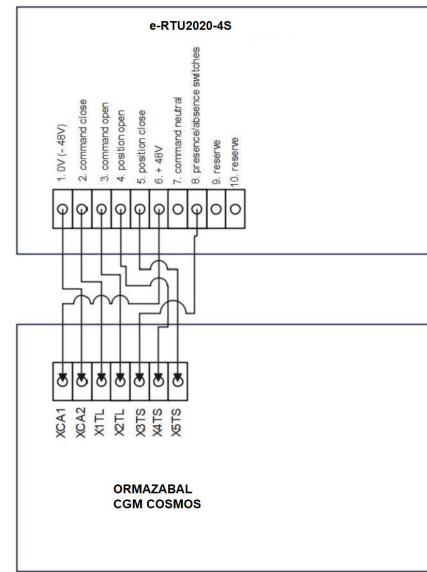 e-RTU2020-4S
1. 0V (- 48V)
2. command close
3. command open
4. position open
5. position close
6. + 48V
7. command neutral
8. presence/absence switches
9. reserve
10. reserve
XCA1
XCA2
X1TL
X2TL
X3TS
X4TS
X5TS
ORMAZABAL
CGM COSMOS